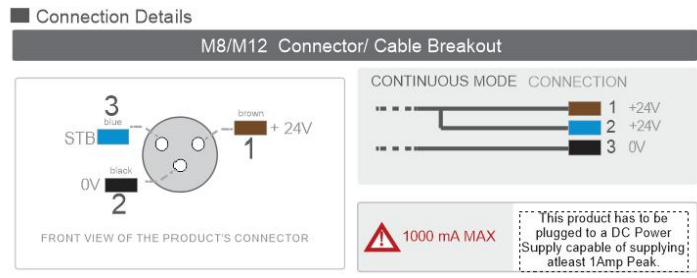 Connection Details
M8/M12 Connector/ Cable Breakout
3
blue
STB
brown
+ 24V
1
black
0V
2
FRONT VIEW OF THE PRODUCT'S CONNECTOR
CONTINUOUS MODE CONNECTION
1 +24V
2 +24V
3 0V
1000 mA MAX
This product has to be
plugged to a DC Power
Supply capable of supplying
atleast 1Amp Peak.